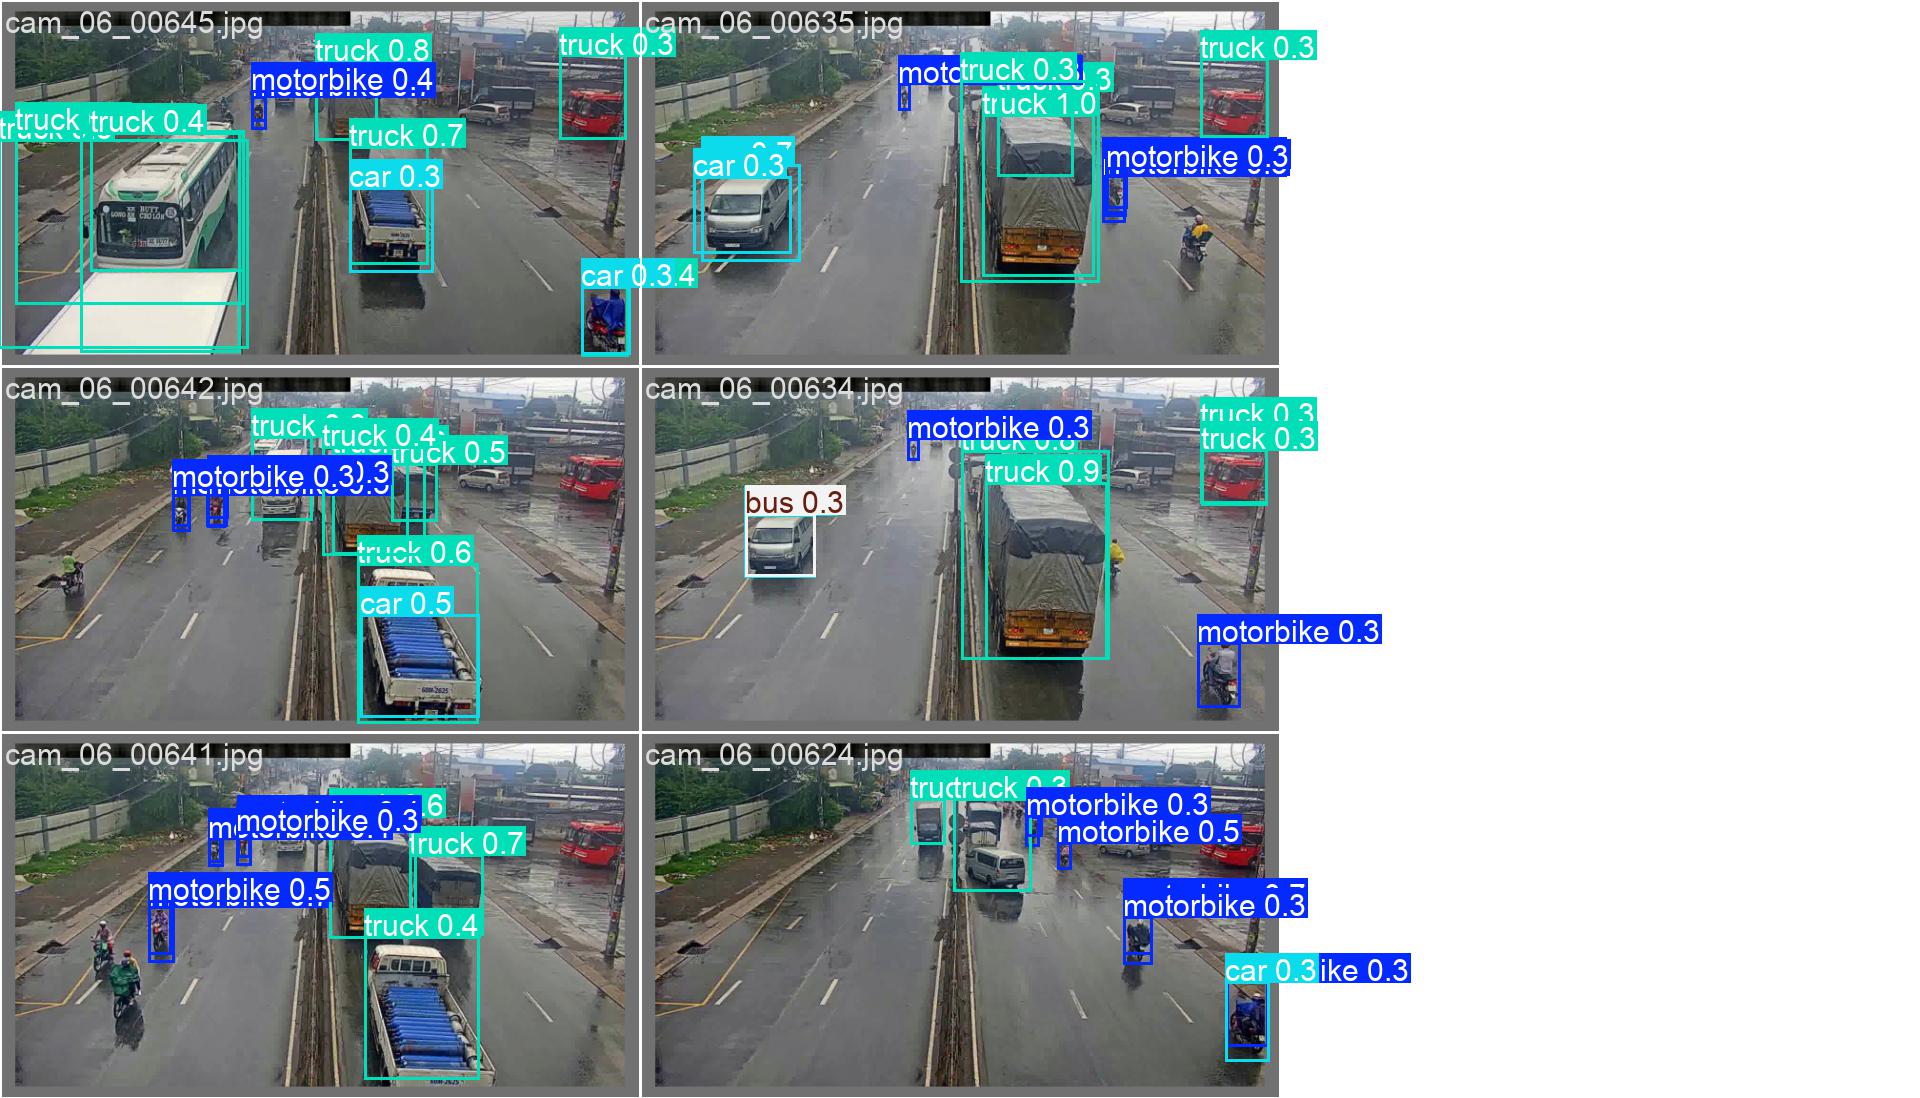 cam_06_00645.jpg
truck 0.8
truck 0.3
motorbike 0.4
truck
truck 0.4
truck 0.7
car 0.3
car 0.3
.4
cam_06_00635.jpg
truck 0.3
truck 0.3
truck 1.0
car 0.3
motorbike 0.3
cam_06_00642.jpg
truck
truck 0.4
truck 0.5
motorbike 0.3
truck 0.6
car 0.5
60M-2625
cam_06_00634.jpg
motorbike 0.3
truck 0.3
truck 0.3
truck 0.9
bus 0.3
motorbike 0.3
cam_06_00641.jpg
motorbike 0.3
truck 0.7
motorbike 0.5
truck 0.4
cam_06_00624.jpg
truck 0.3
motorbike 0.3
motorbike 0.5
motorbike 0.3
car 0.3
ike 0.3